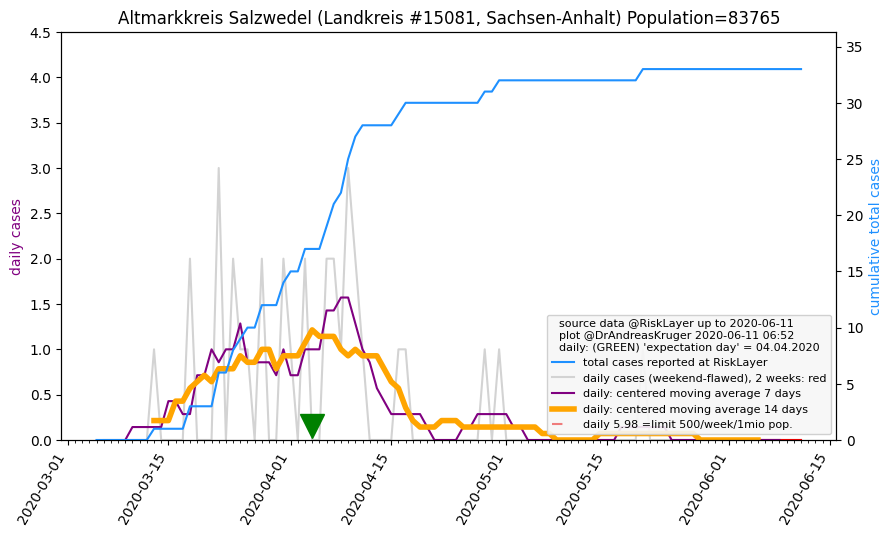 Altmarkkreis Salzwedel (Landkreis #15081, Sachsen-Anhalt) Population=83765
daily cases
4.5
4.0
3.5
3.0
2.5
2.0
1.5
1.0
0.5
0.0
35
30
25
20
15
10
5
0
cumulative total cases
source data @RiskLayer up to 2020-06-11
plot @DrAndreasKruger 2020-06-11 06:52
daily: (GREEN) 'expectation day' = 04.04.2020
total cases reported at RiskLayer
daily cases (weekend-flawed), 2 weeks: red
daily: centered moving average 7 days
daily: centered moving average 14 days
daily 5.98 =limit 500/week/1mio pop.
2020-03-01
2020-03-15
2020-04-01
2020-04-15
2020-05-01
2020-05-15
2020-06-01
2020-06-15